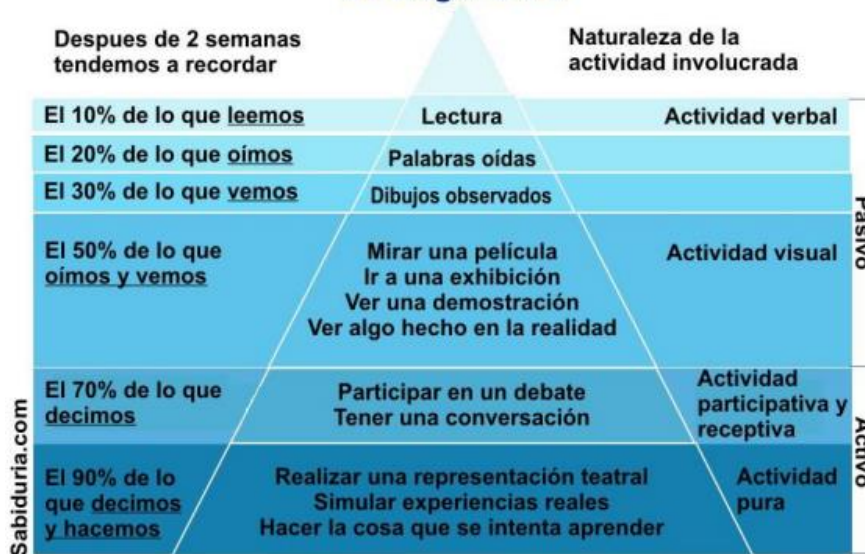 Despues de 2 semanas
tendemos a recordar
Naturaleza de la
actividad involucrada
El 10% de lo que leemos
Lectura
Actividad verbal
El 20% de lo que oímos
Palabras oídas
El 30% de lo que vemos
Dibujos observados
El 50% de lo que
oímos y vemos
Mirar una película
Ir a una exhibición
Ver una demostración
Ver algo hecho en la realidad
Actividad visual
Pasivo
El 70% de lo que
decimos
Participar en un debate
Tener una conversación
Actividad
participativa y
receptiva
El 90% de lo
que decimos
y hacemos
Realizar una representación teatral
Simular experiencias reales
Hacer la cosa que se intenta aprender
Actividad
pura
Activo
Sabiduria.com